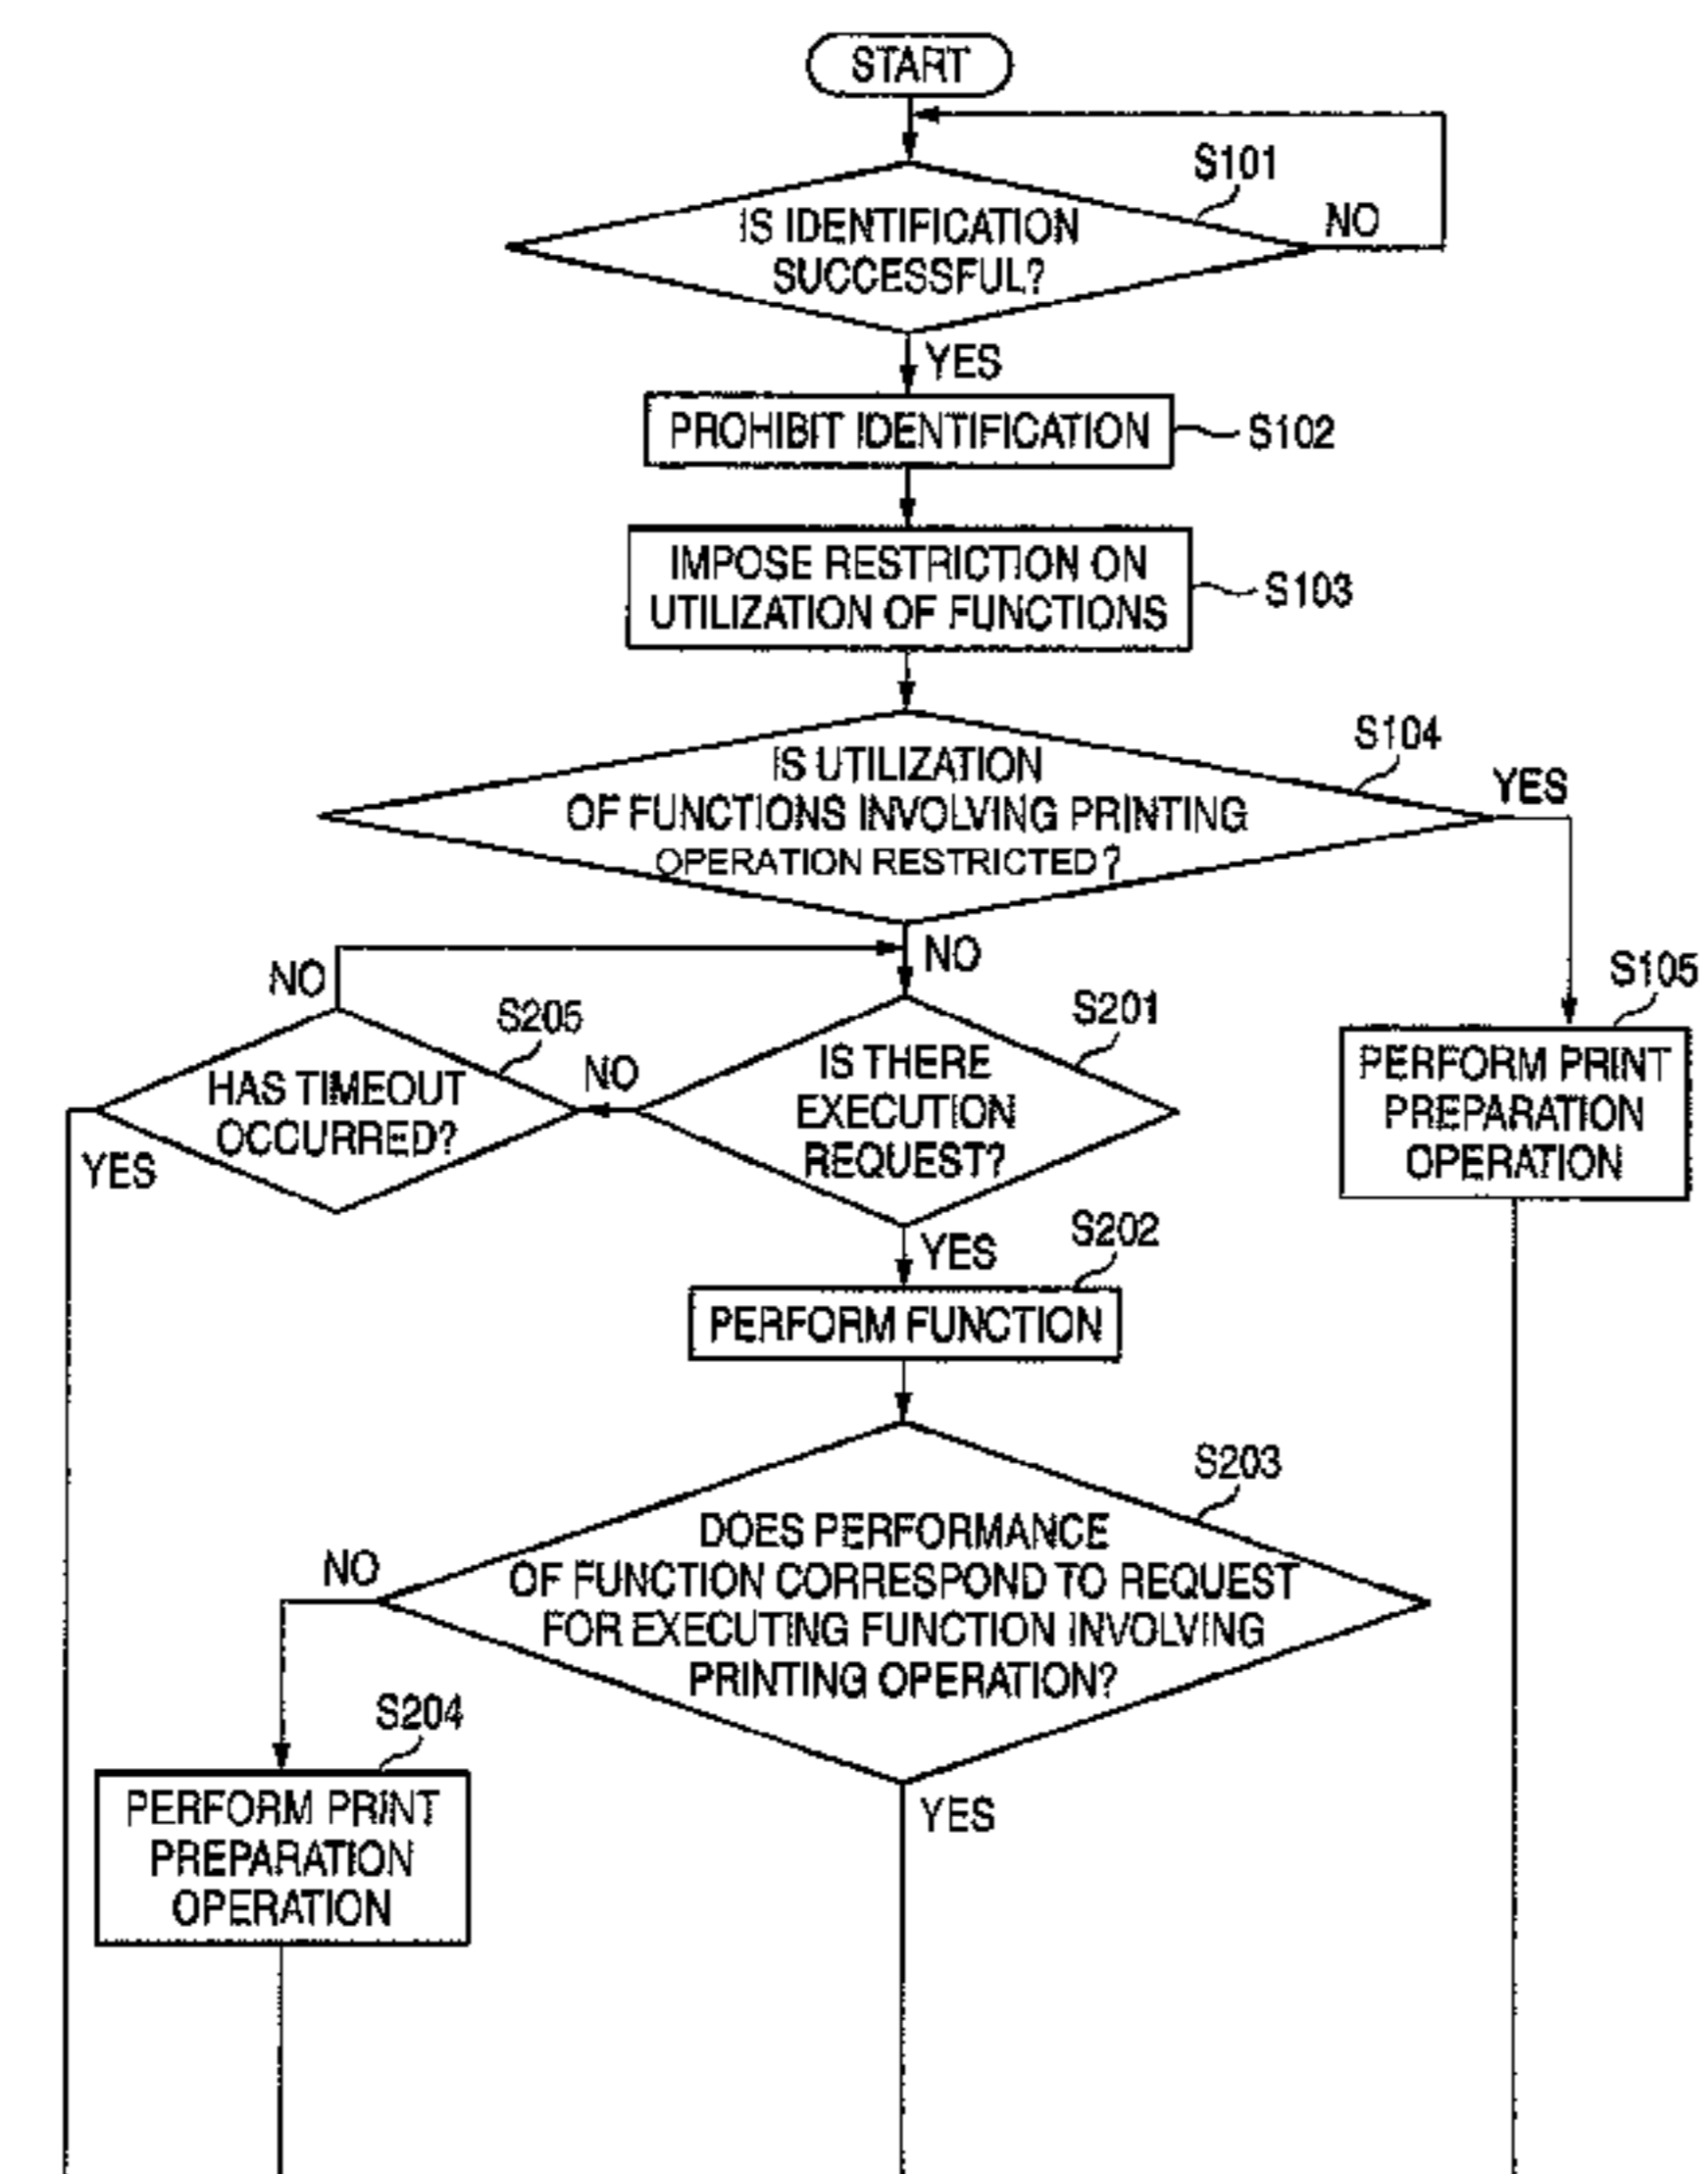 START
S101
IS IDENTIFICATION
SUCCESSFUL?
NO
YES
PROHIBIT IDENTIFICATION
S102
IMPOSE RESTRICTION ON
UTILIZATION OF FUNCTIONS
S103
S104
IS UTILIZATION
OF FUNCTIONS INVOLVING PRINTING
OPERATION RESTRICTED?
YES
NO
NO
S205
HAS TIMEOUT
OCCURRED?
YES
NO
S201
IS THERE
EXECUTION
REQUEST?
S105
PERFORM PRINT
PREPARATION
OPERATION
YES
S202
PERFORM FUNCTION
S203
DOES PERFORMANCE
OF FUNCTION CORRESPOND TO REQUEST
FOR EXECUTING FUNCTION INVOLVING
PRINTING OPERATION?
NO
S204
PERFORM PRINT
PREPARATION
OPERATION
YES